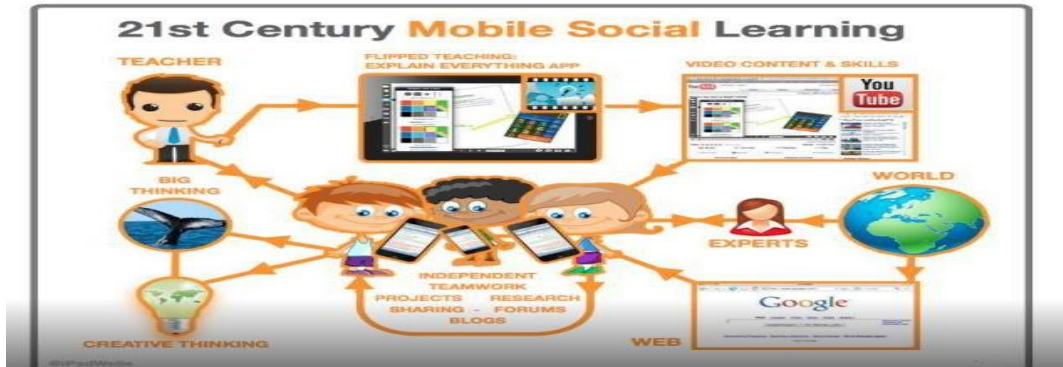 21st Century Mobile Social Learning
TEACHER
FLIPPED TEACHING:
EXPLAIN EVERYTHING APP
VIDEO CONTENT & SKILLS
You
Tube
BIG
THINKING
WORLD
EXPERTS
INDEPENDENT
TEAMWORK
PROJECTS RESEARCH
SHARING - FORUMS
BLOGS
Google
CREATIVE THINKING
WEB
@iPadWells